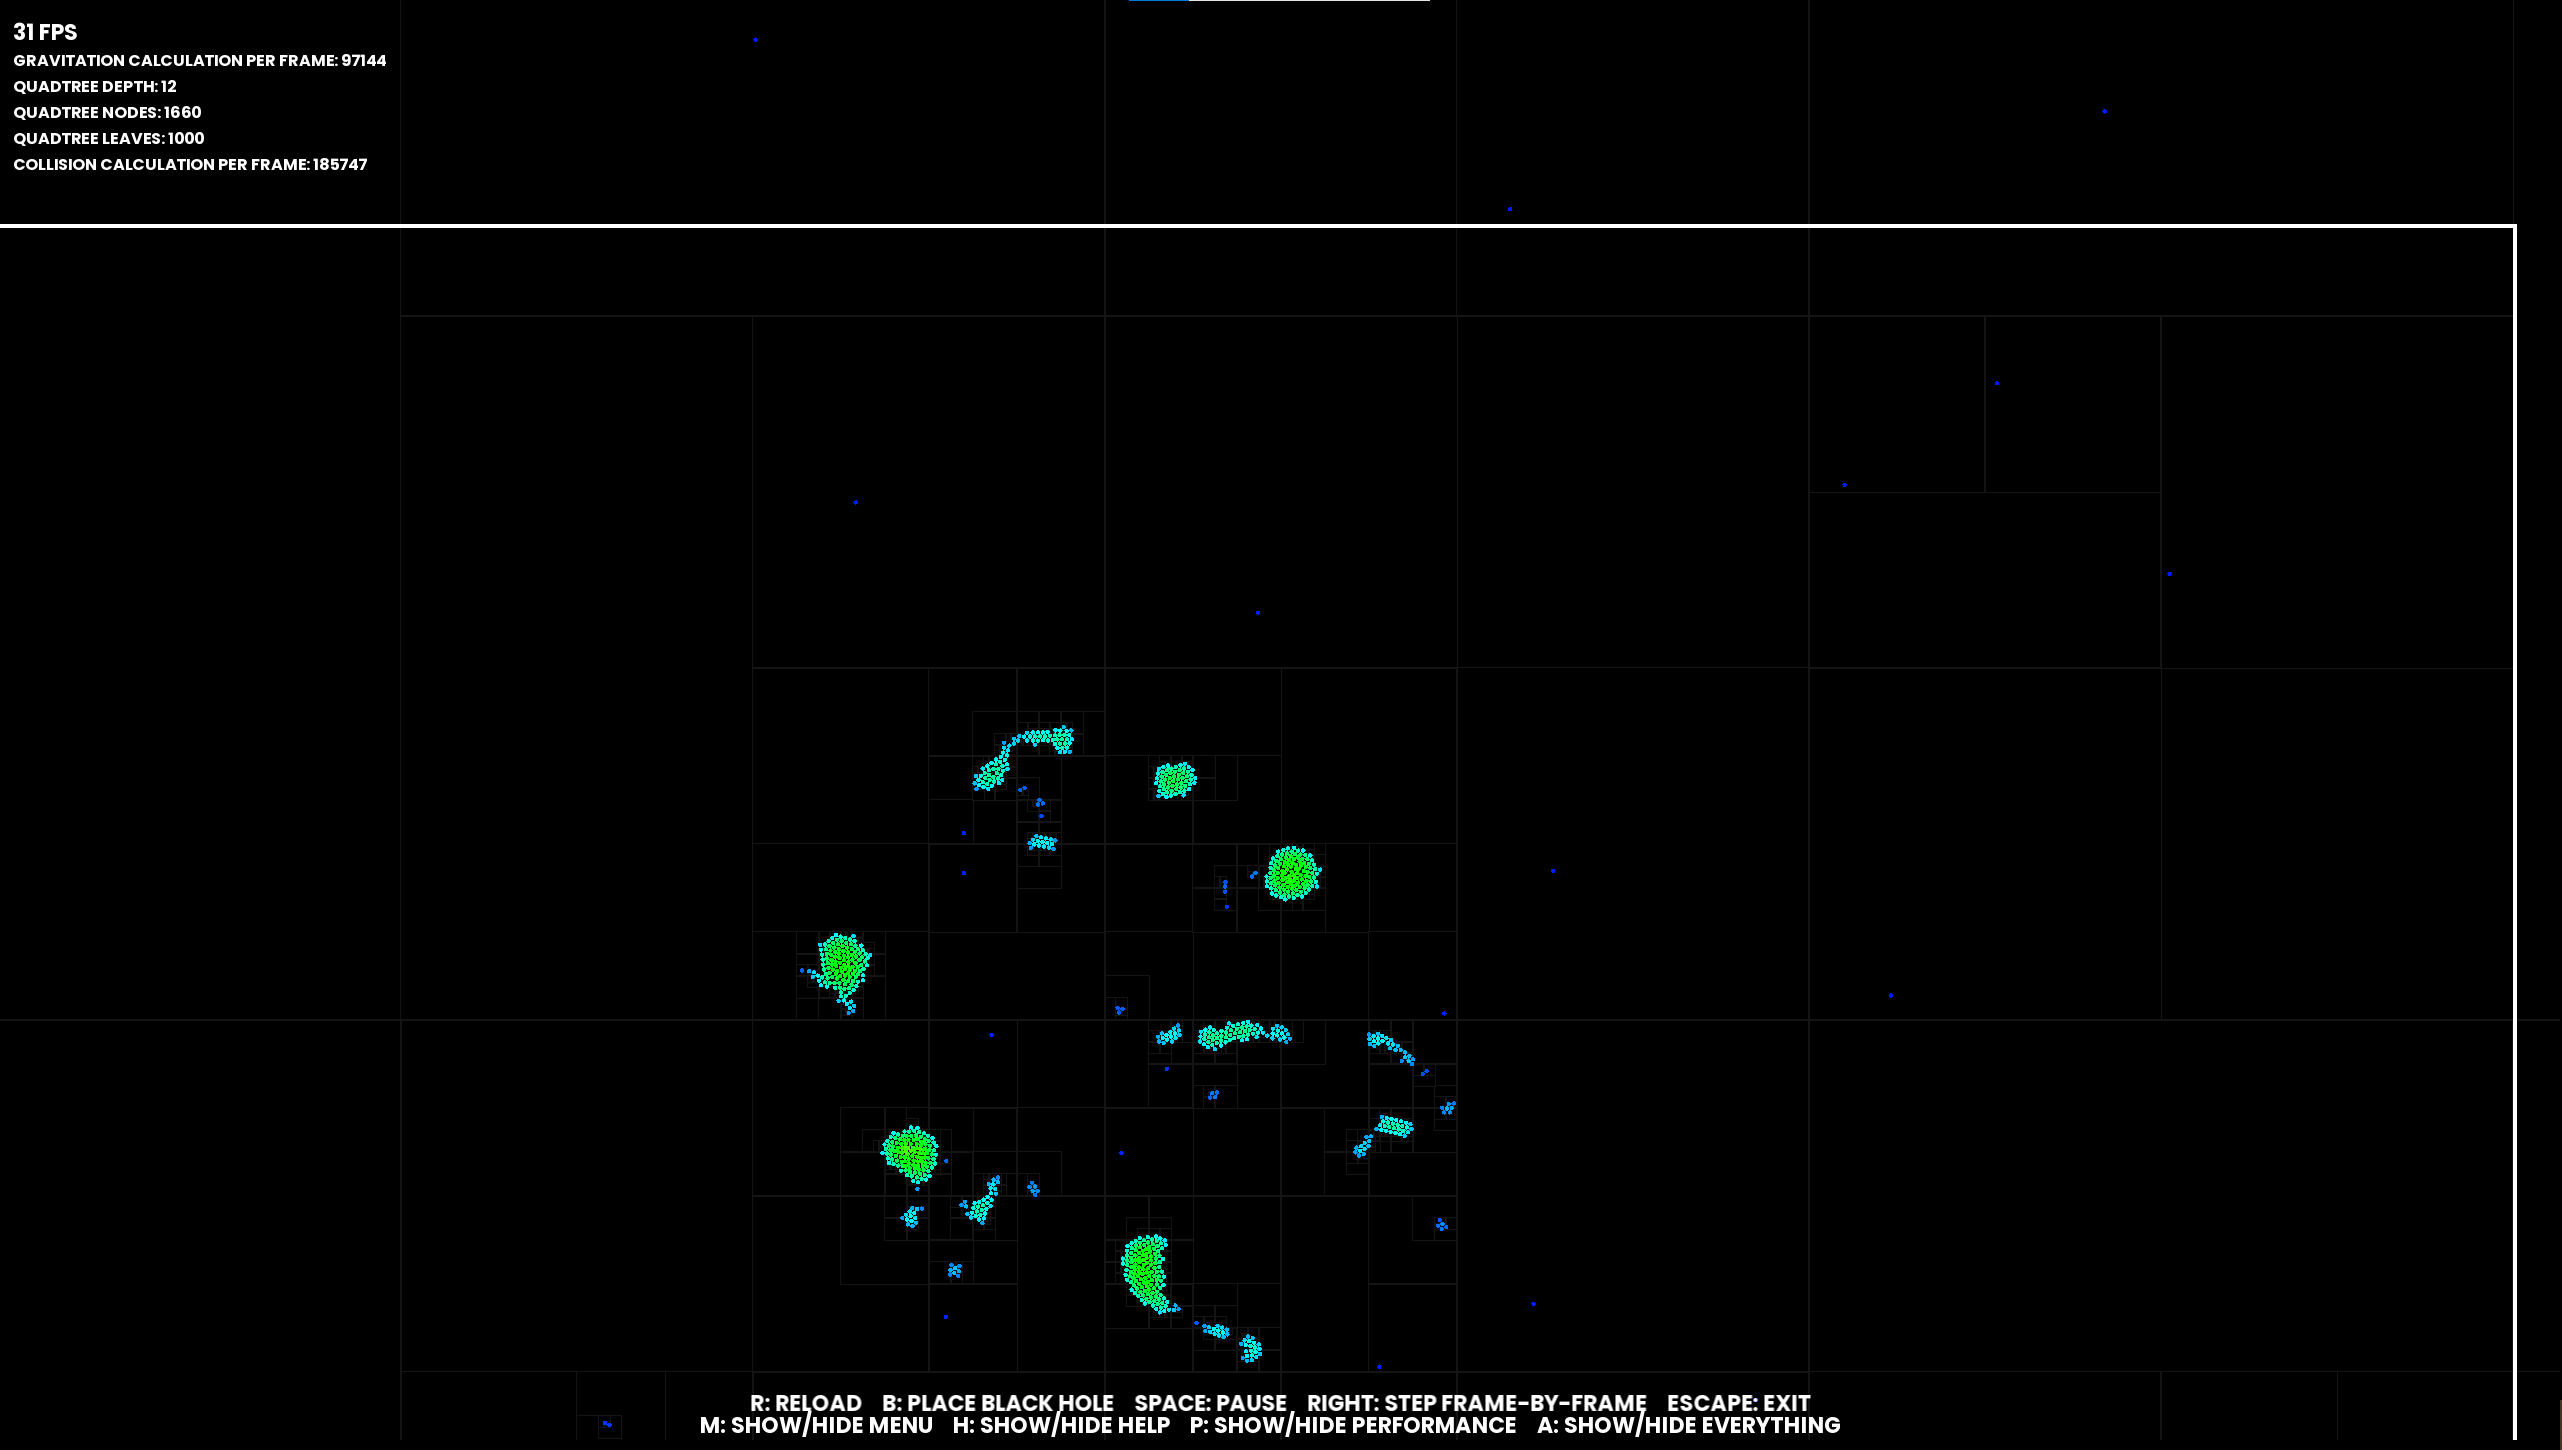 31 FPS
GRAVITATION CALCULATION PER FRAME: 97144
QUADTREE DEPTH: 12
QUADTREE NODES: 1660
QUADTREE LEAVES: 1000
COLLISION CALCULATION PER FRAME: 185747
R: RELOAD B: PLACE BLACK HOLE SPACE: PAUSE RIGHT: STEP FRAME-BY-FRAME ESCAPE: EXIT
M: SHOW/HIDE MENU H: SHOW/HIDE HELP P: SHOW/HIDE PERFORMANCE A: SHOW/HIDE EVERYTHING